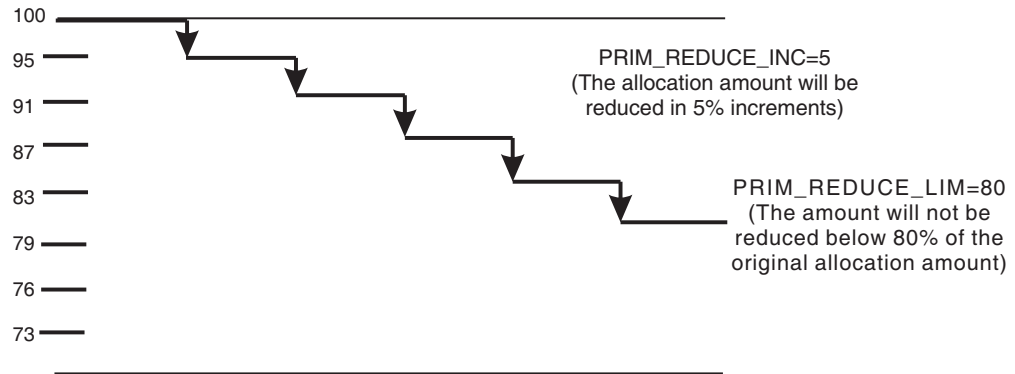 100
95
91
87
83
79
76
73
PRIM_REDUCE_INC=5
(The allocation amount will be
reduced in 5% increments)
PRIM_REDUCE_LIM=80
(The amount will not be
reduced below 80% of the
original allocation amount)